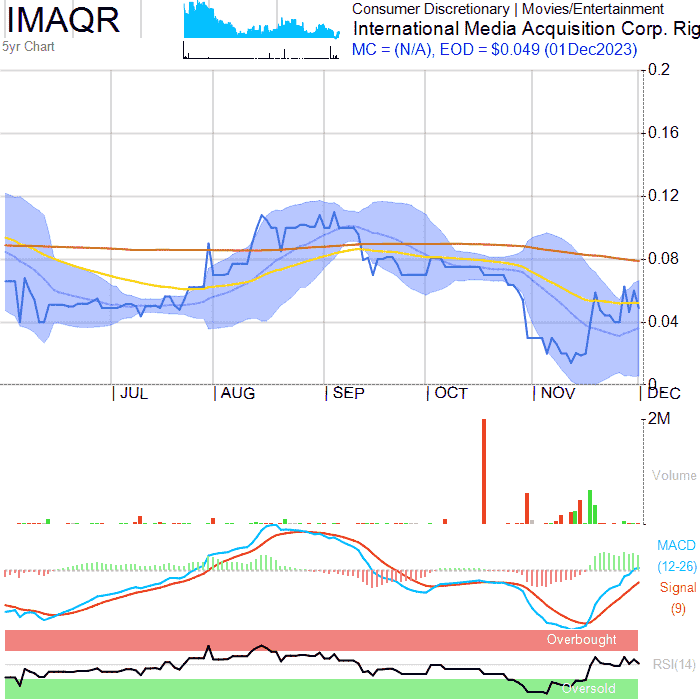 IMAQR
5yr Chart
Consumer Discretionary | Movies/Entertainment
International Media Acquisition Corp. Rig
MC = (N/A), EOD = $0.049 (01Dec2023)
0.2
0.16
0.12
0.08
0.04
0
JUL AUG SEP OCT NOV DEC
2M
Volume
MACD
(12-26)
Signal
(9)
Overbought
RSI(14)
Oversold